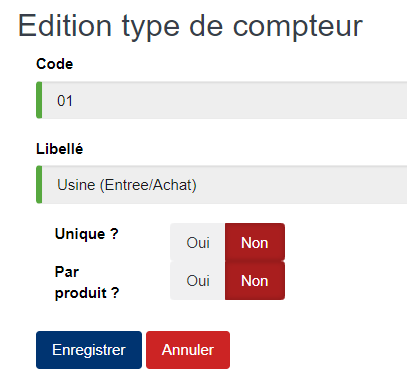 Edition type de compteur
Code
01
Libellé
Usine (Entree/Achat)
Unique ? Oui Non
Par
produit ? Oui Non
Enregistrer Annuler